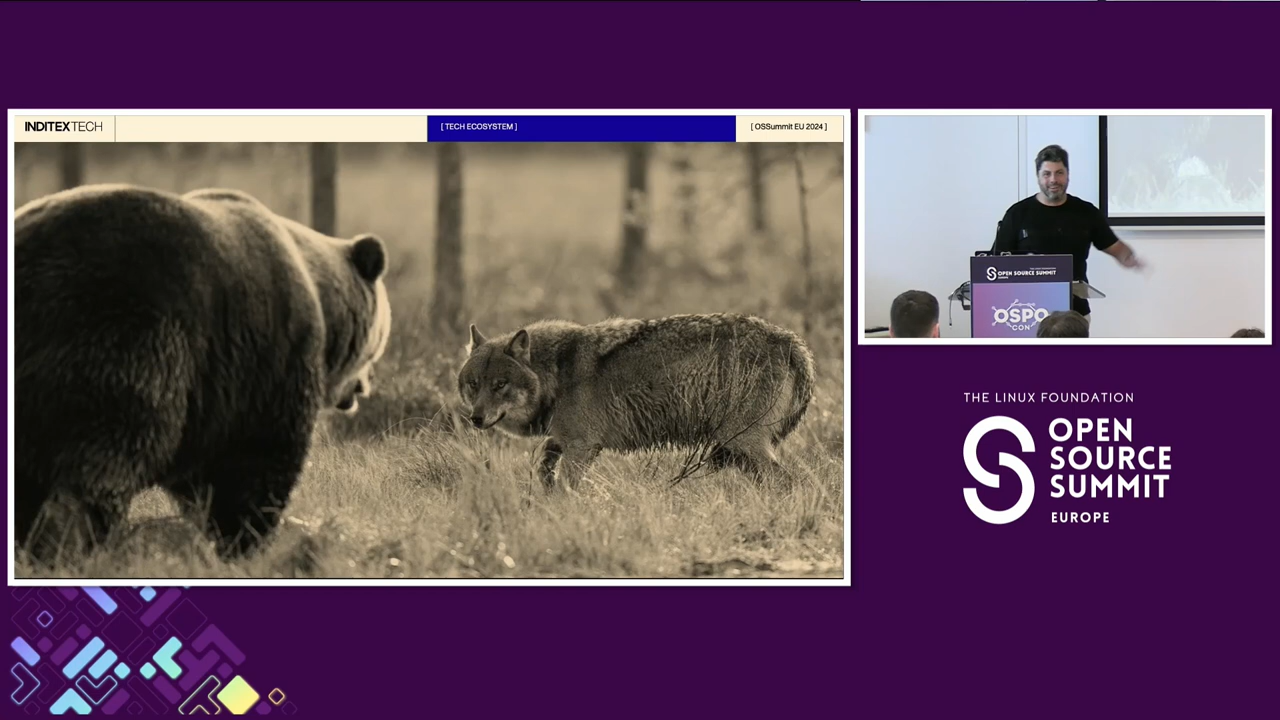 INDITEXTECH
[ TECH ECOSYSTEM ]
[ OSSummit EU 2024 ]
OPEN SOURCE SUMMIT
OSPO
CON
THE LINUX FOUNDATION
OPEN
SOURCE
SUMMIT
EUROPE